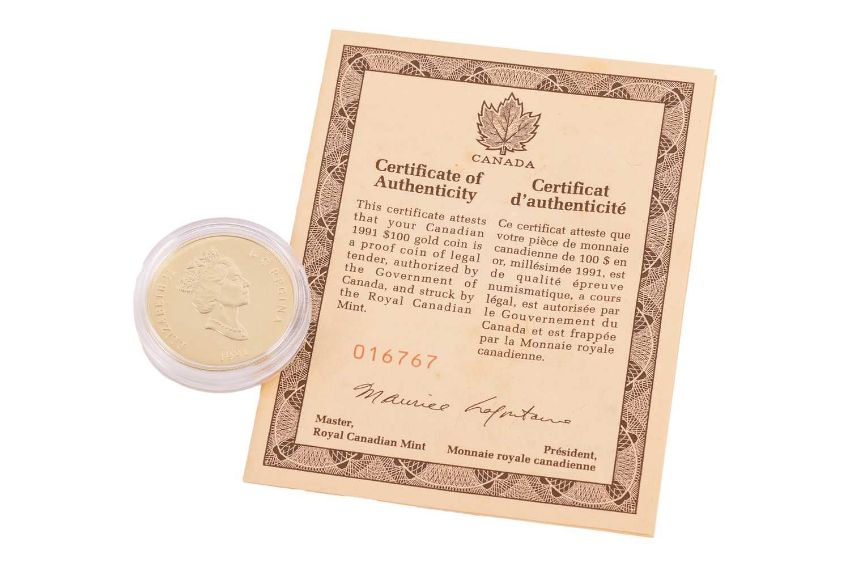 CANADA
Certificate of
Authenticity
This certificate attests
that your Canadian
1991 $100 gold coin is
a proof coin of legal
tender, authorized by
the Government of
Canada, and struck by
the Royal Canadian
Mint.
Certificat
d'authenticité
Ce certificat atteste que
votre pièce de monnaie
canadienne de 100 $ en
or, millésimée 1991, est
de qualité épreuve
numismatique, a cours
légal, est autorisée par
le Gouvernement du
Canada et est frappée
par la Monnaie royale
canadienne.
016767
Maurice Lafontaine
Master,
Royal Canadian Mint
Président,
Monnaie royale canadienne
ELIZABETH II
D·G·REGINA
1991